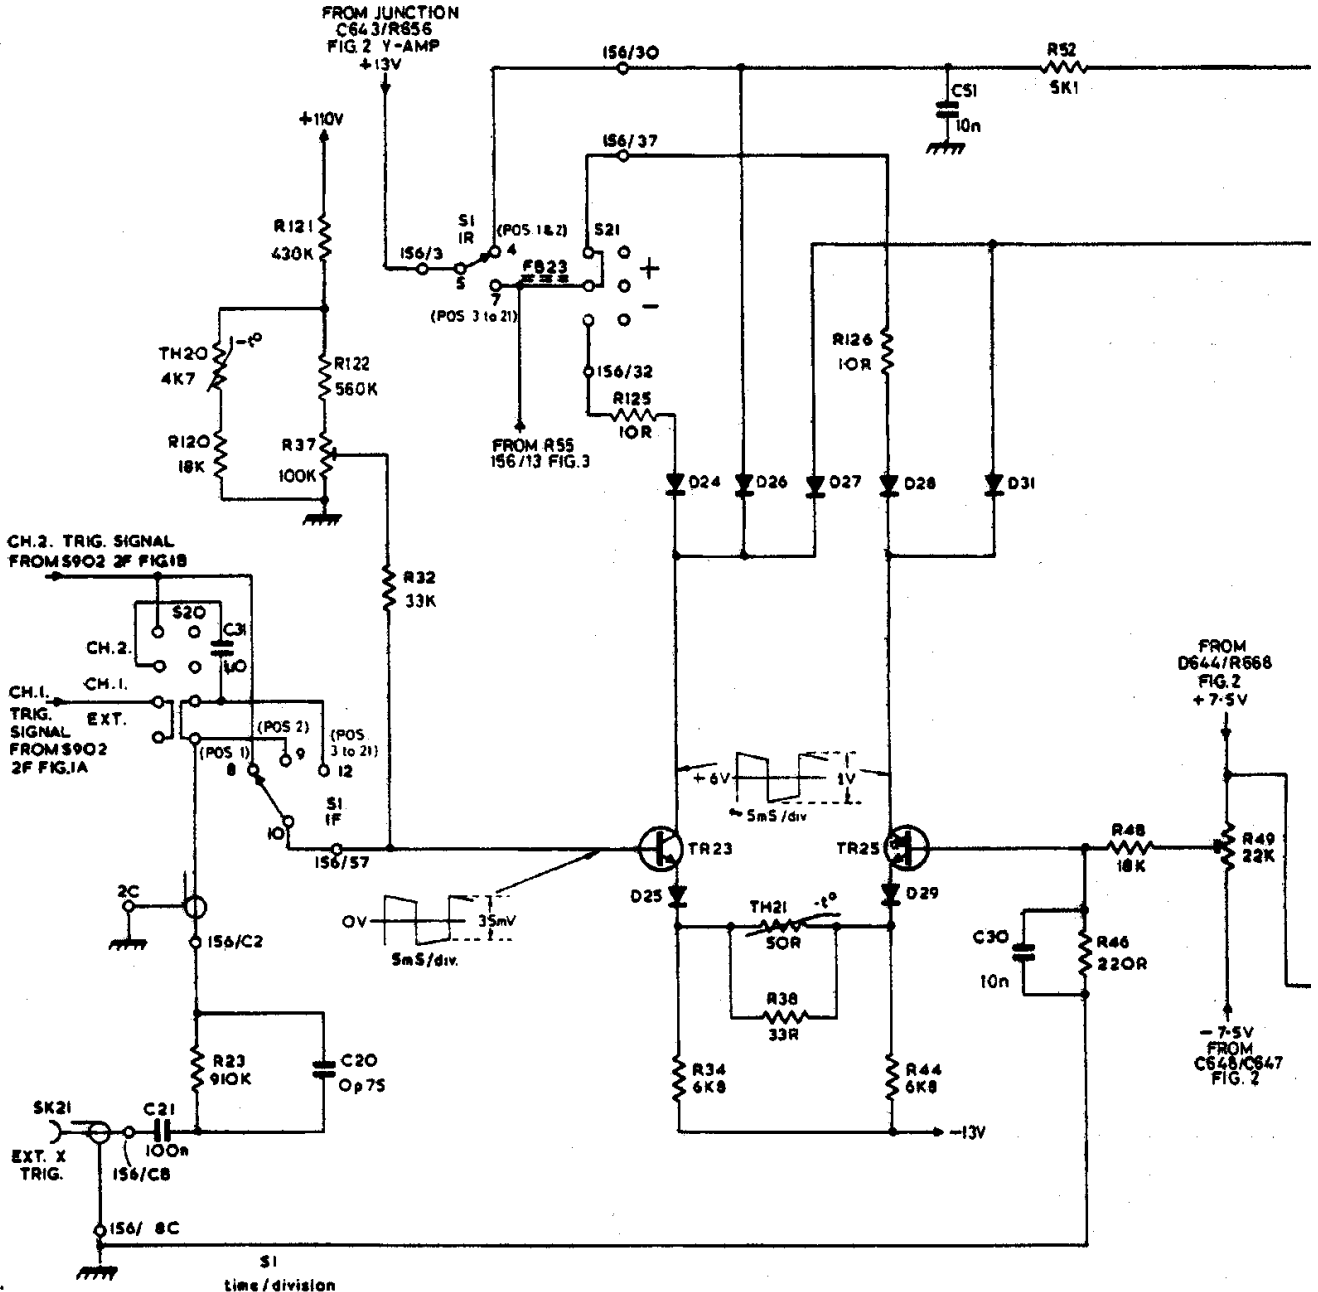 FROM JUNCTION
C643/R656
FIG.2 Y-AMP
+13V
156/30
R52
5K1
C51
10n
+110V
156/37
R121
430K
S1
1R
(POS. 1&2)
4
S21
156/3
5
FB23
+
7
(POS 3 to 21)
-
TH20
4K7
-t°
R122
560K
156/32
R126
10R
R125
10R
R120
18K
R37
100K
FROM R55
156/13 FIG.3
D24
D26
D27
D28
D31
CH.2. TRIG. SIGNAL
FROM S902 2F FIG.1B
R32
33K
S20
C31
CH.2.
CH.1.
TRIG.
SIGNAL
FROM S902
2F FIG.1A
CH.1.
EXT.
(POS 1)
8
(POS 2)
9
(POS.
3 to 21)
12
FROM
D644/R668
FIG.2
+7·5V
+6V
1V
~ 5mS/div
S1
1F
10
156/57
TR23
TR25
R48
18K
R49
22K
2C
0V
35mV
5mS/div.
D25
D29
TH21
-t°
50R
156/C2
C30
10n
R46
220R
R38
33R
R23
910K
C20
0p75
R34
6K8
R44
6K8
-7·5V
FROM
C648/C647
FIG. 2
SK21
C21
100n
-13V
EXT. X
TRIG.
156/C8
156/ 8C
S1
time/division